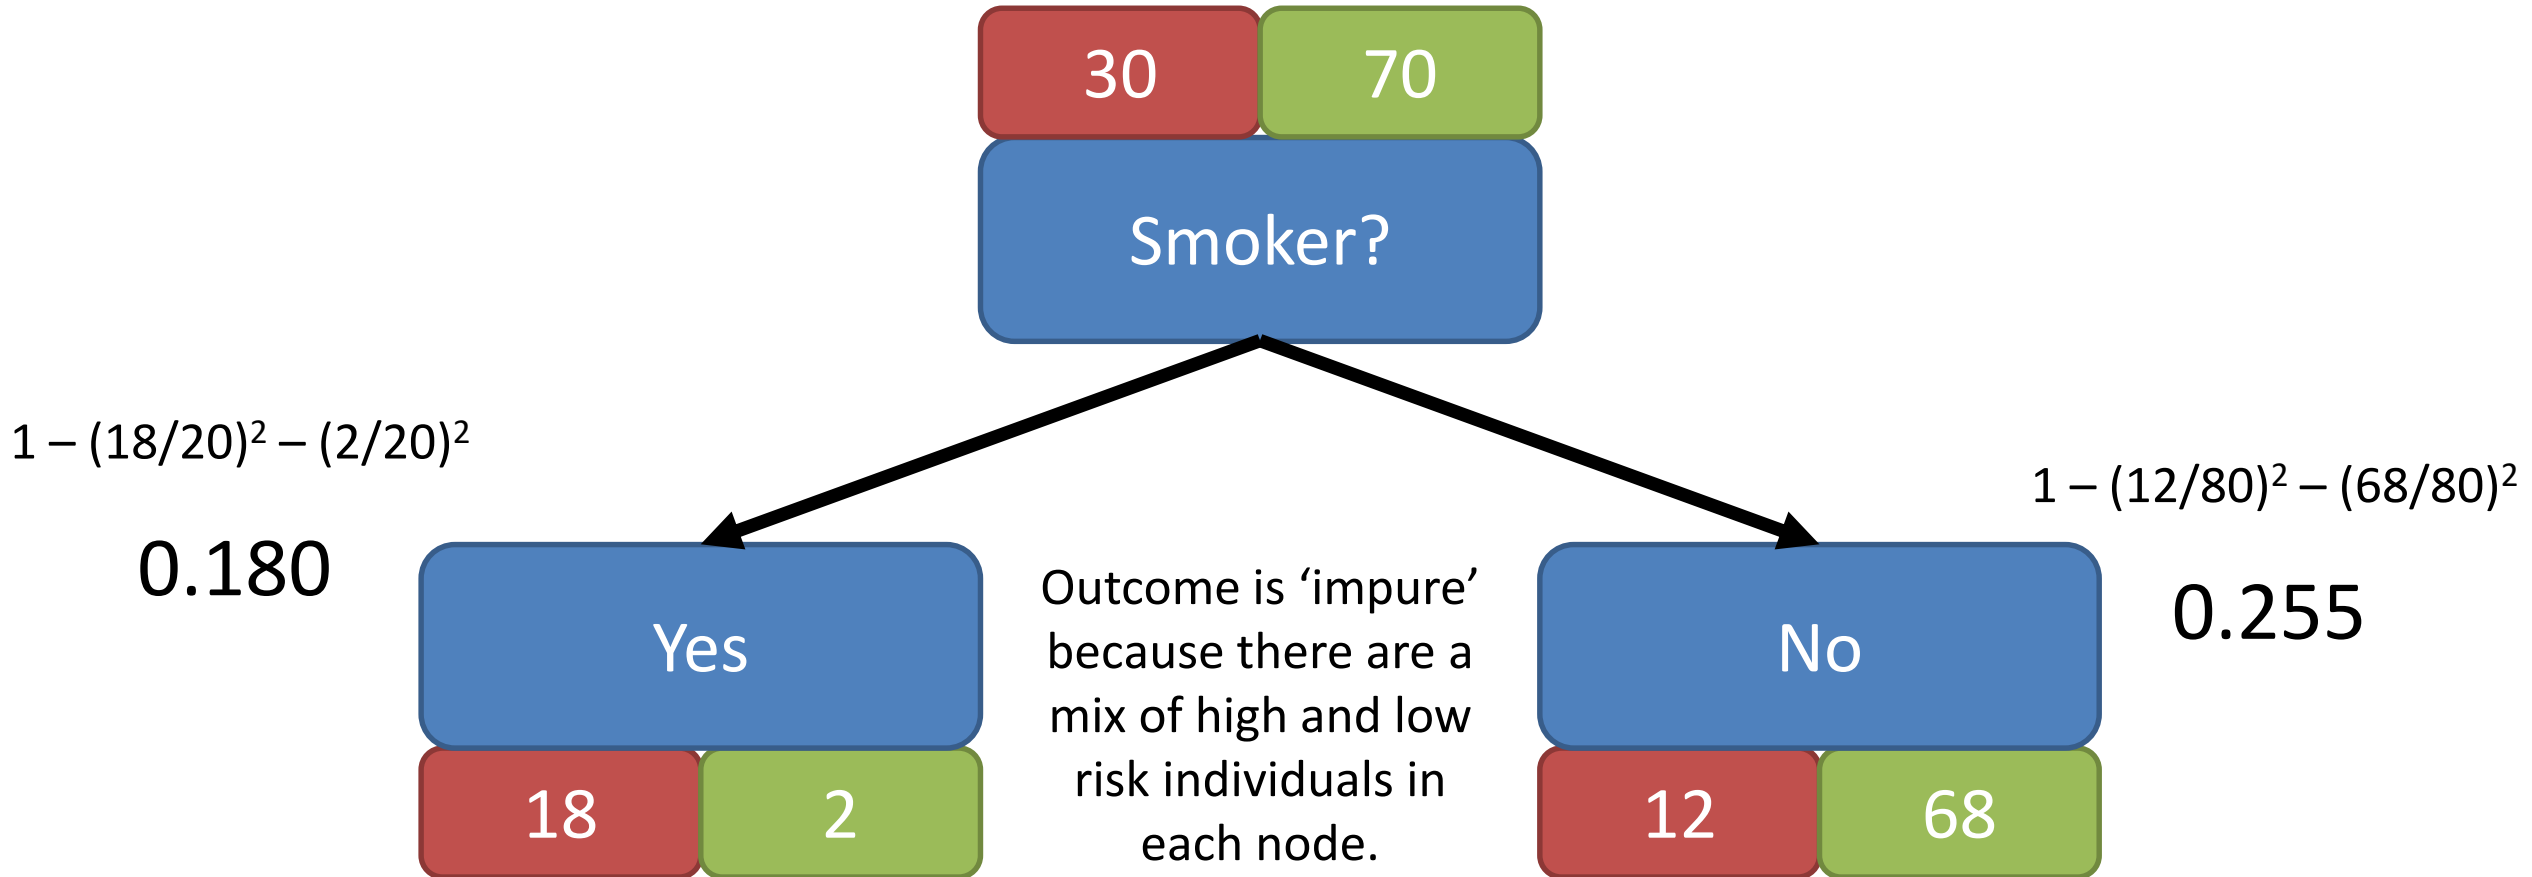 30 70
Smoker?
1 – (18/20)² – (2/20)²
0.180
1 – (12/80)² – (68/80)²
0.255
Yes
Outcome is ‘impure’
because there are a
mix of high and low
risk individuals in
each node.
No
18 2
12 68